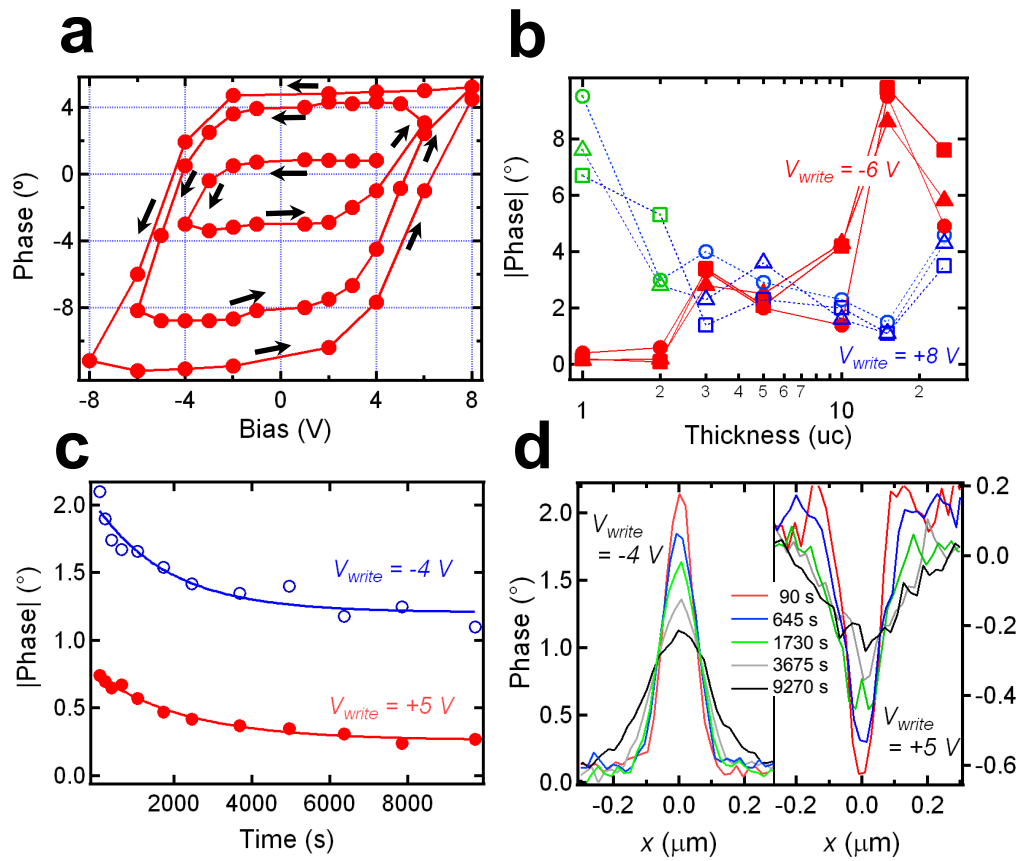 a
4
0
-4
-8
Phase (º)
-8
-4
0
4
8
Bias (V)
b
8
6
4
2
0
|Phase| (°)
V_write = -6 V
V_write = +8 V
1
2
3
4
5
6
7
10
2
Thickness (uc)
c
2.0
1.5
1.0
0.5
0.0
|Phase| (°)
V_write = -4 V
V_write = +5 V
2000
4000
6000
8000
Time (s)
d
2.0
1.5
1.0
0.5
0.0
Phase (°)
V_write
= -4 V
90 s
645 s
1730 s
3675 s
9270 s
V_write
= +5 V
0.2
0.0
-0.2
-0.4
-0.6
-0.2
0.0
0.2
-0.2
0.0
0.2
x (μm)
x (μm)